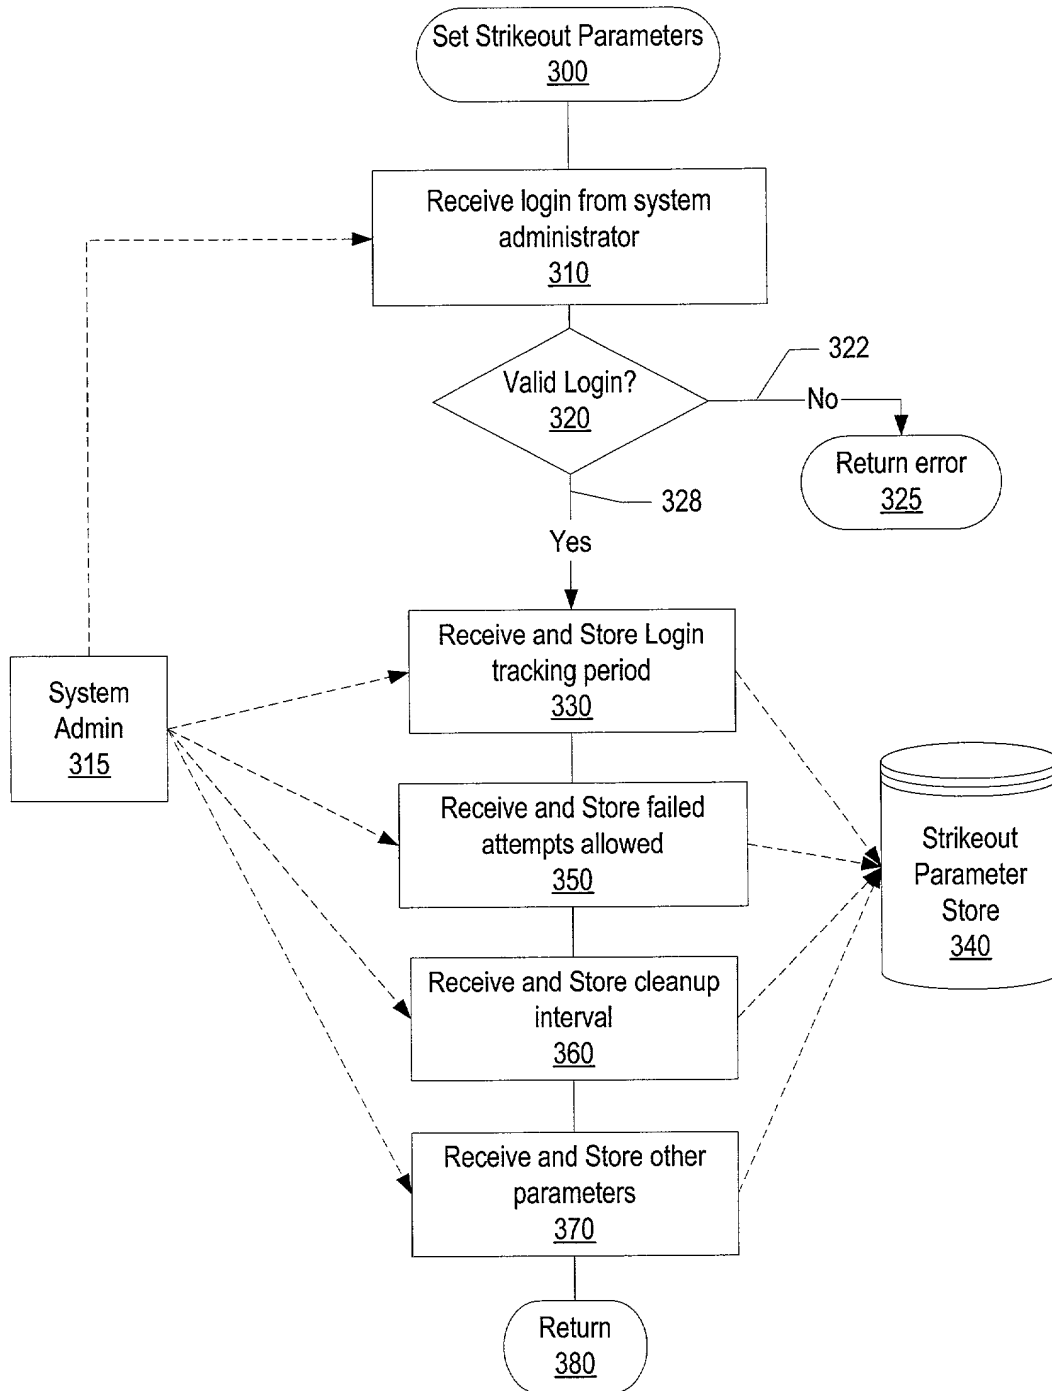 Set Strikeout Parameters
300
Receive login from system
administrator
310
Valid Login?
320
322
No
Return error
325
328
Yes
Receive and Store Login
tracking period
330
System
Admin
315
Receive and Store failed
attempts allowed
350
Strikeout
Parameter
Store
340
Receive and Store cleanup
interval
360
Receive and Store other
parameters
370
Return
380